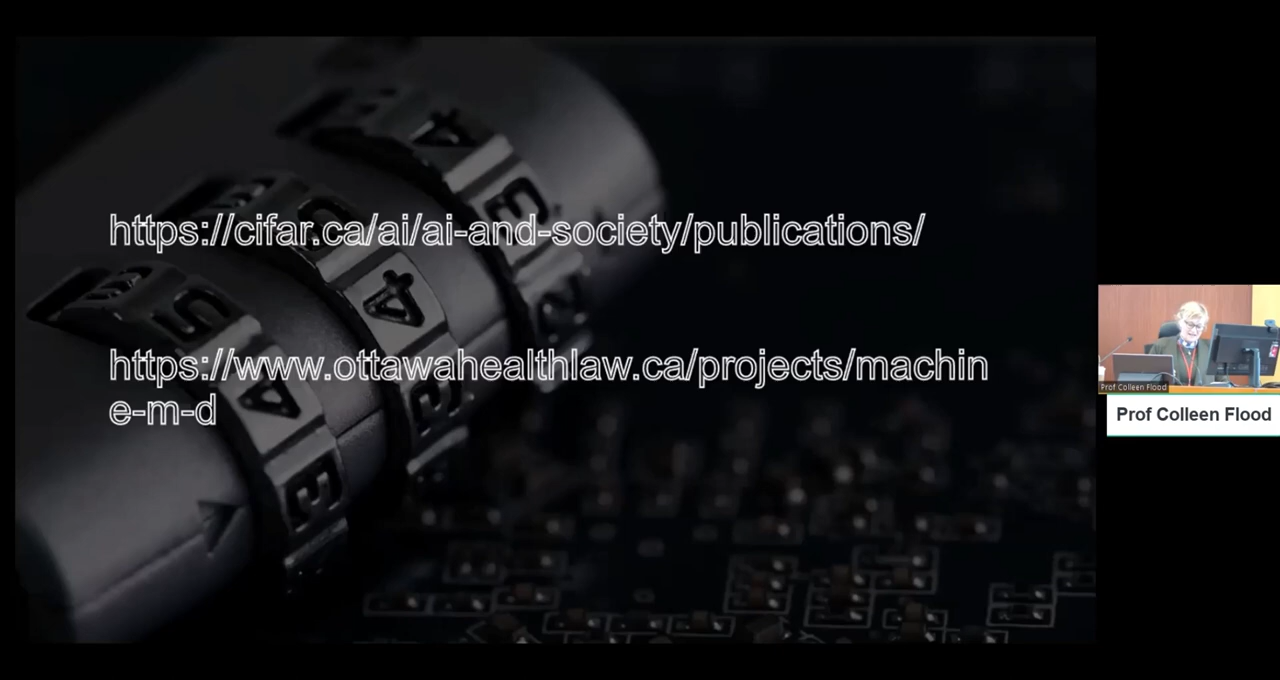 https://cifar.ca/ai/ai-and-society/publications/
https://www.ottawahealthlaw.ca/projects/machin
e-m-d
Prof Colleen Flood
Prof Colleen Flood